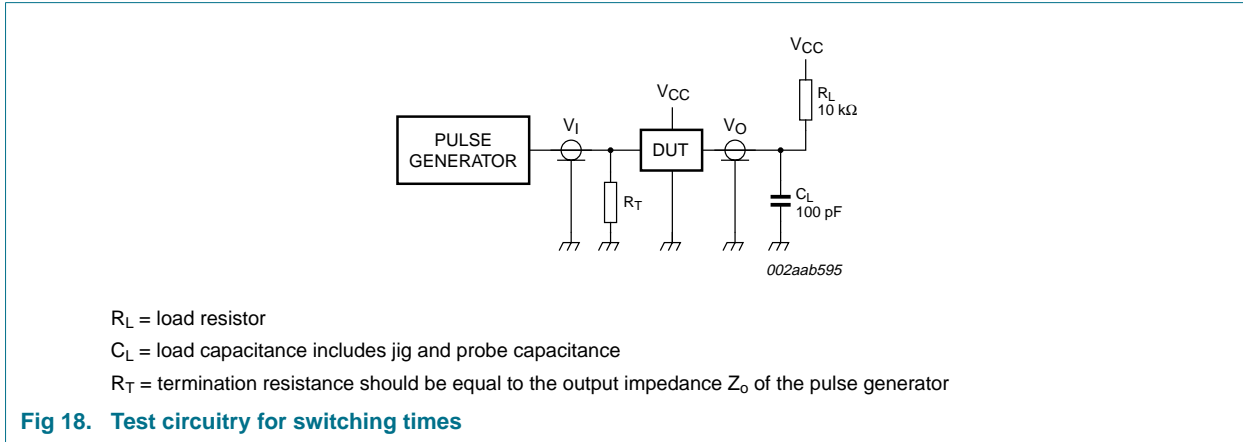 VCC
RL
10 kΩ
VCC
VI
VO
PULSE
GENERATOR
DUT
RT
CL
100 pF
002aab595
RL = load resistor
CL = load capacitance includes jig and probe capacitance
RT = termination resistance should be equal to the output impedance Zo of the pulse generator
Fig 18. Test circuitry for switching times